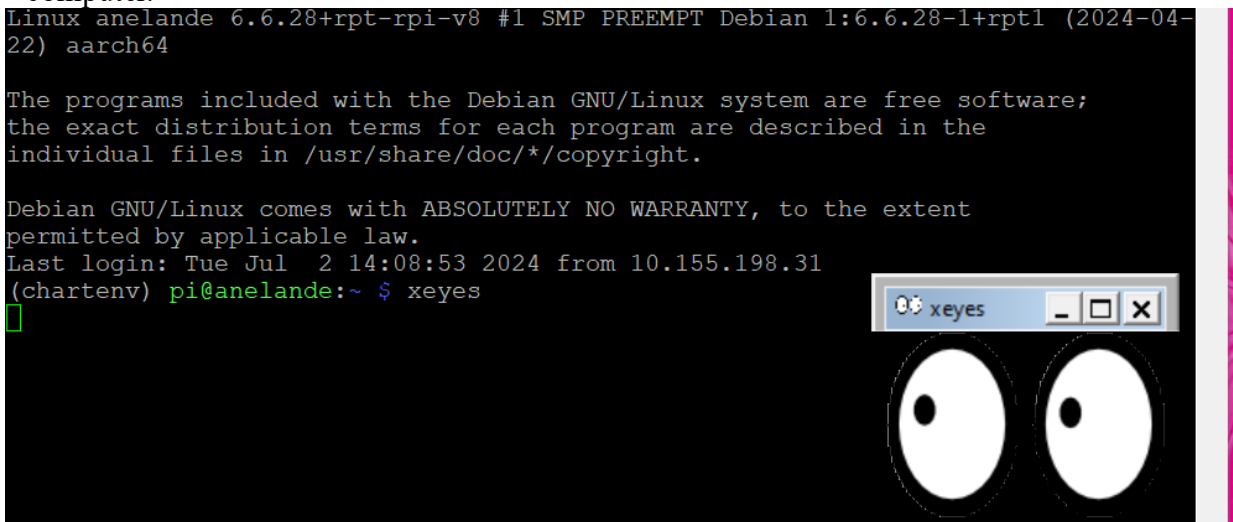 computer.
Linux anelande 6.6.28+rpt-rpi-v8 #1 SMP PREEMPT Debian 1:6.6.28-1+rpt1 (2024-04-
22) aarch64
The programs included with the Debian GNU/Linux system are free software;
the exact distribution terms for each program are described in the
individual files in /usr/share/doc/*/copyright.
Debian GNU/Linux comes with ABSOLUTELY NO WARRANTY, to the extent
permitted by applicable law.
Last login: Tue Jul  2 14:08:53 2024 from 10.155.198.31
(chartenv) pi@anelande:~ $ xeyes
xeyes